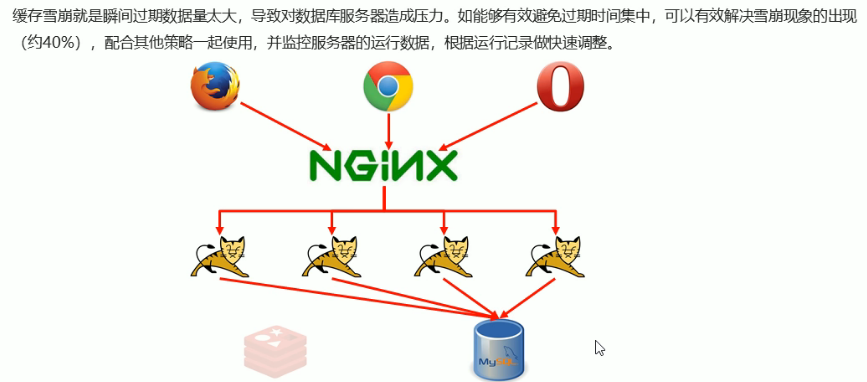 缓存雪崩就是瞬间过期数据量太大，导致对数据库服务器造成压力。如能够有效避免过期时间集中，可以有效解决雪崩现象的出现
（约40%），配合其他策略一起使用，并监控服务器的运行数据，根据运行记录做快速调整。
NGINX
MySQL